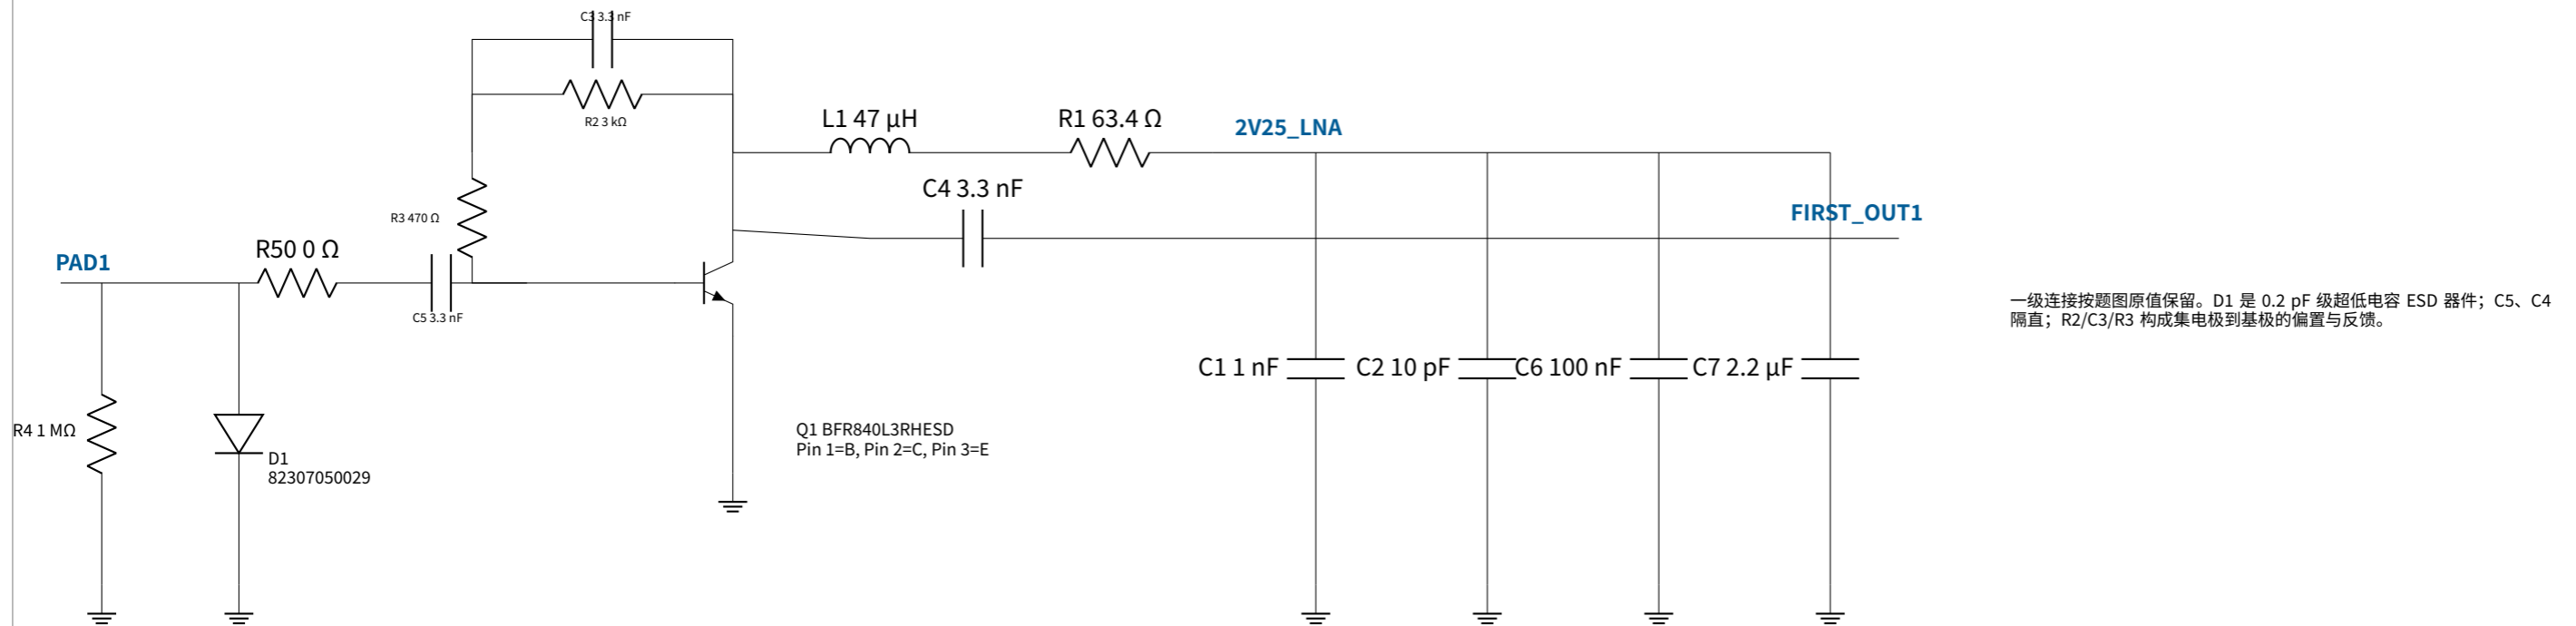 C3 3.3 nF
R2 3 kΩ
L1 47 µH
R1 63.4 Ω
2V25_LNA
C4 3.3 nF
R3 470 Ω
FIRST_OUT1
R50 0 Ω
PAD1
C5 3.3 nF
一级连接按题图原值保留。D1 是 0.2 pF 级超低电容 ESD 器件；C5、C4
隔直；R2/C3/R3 构成集电极到基极的偏置与反馈。
C1 1 nF
C2 10 pF
C6 100 nF
C7 2.2 µF
R4 1 MΩ
Q1 BFR840L3RHESD
Pin 1=B, Pin 2=C, Pin 3=E
D1
82307050029